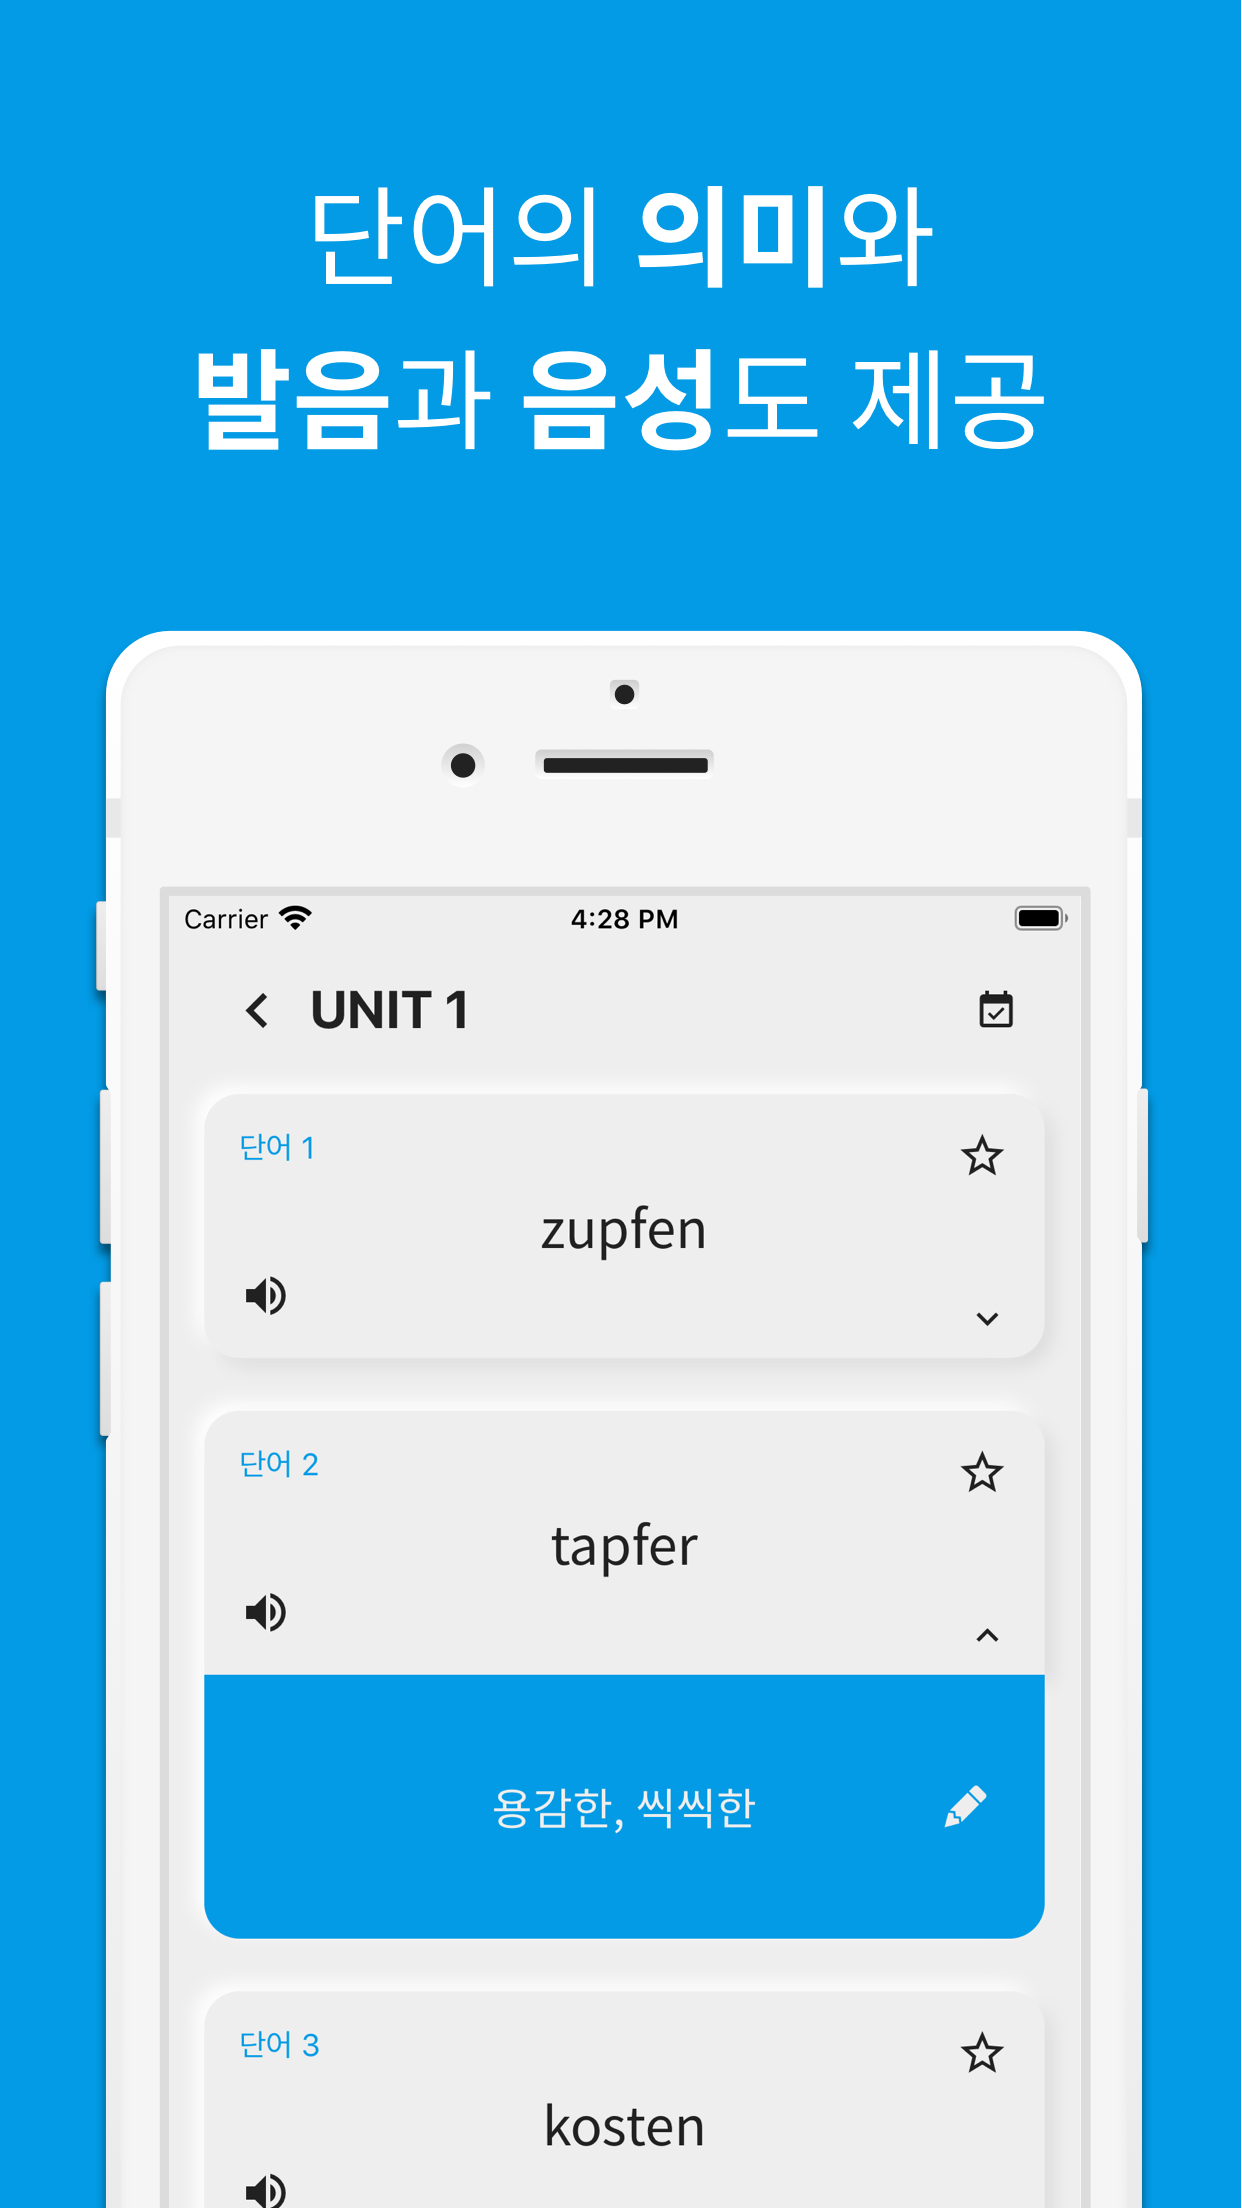 단어의 의미와
발음과 음성도 제공
Carrier 4:28 PM
UNIT 1
단어 1
zupfen
단어 2
tapfer
용감한, 씩씩한
단어 3
kosten